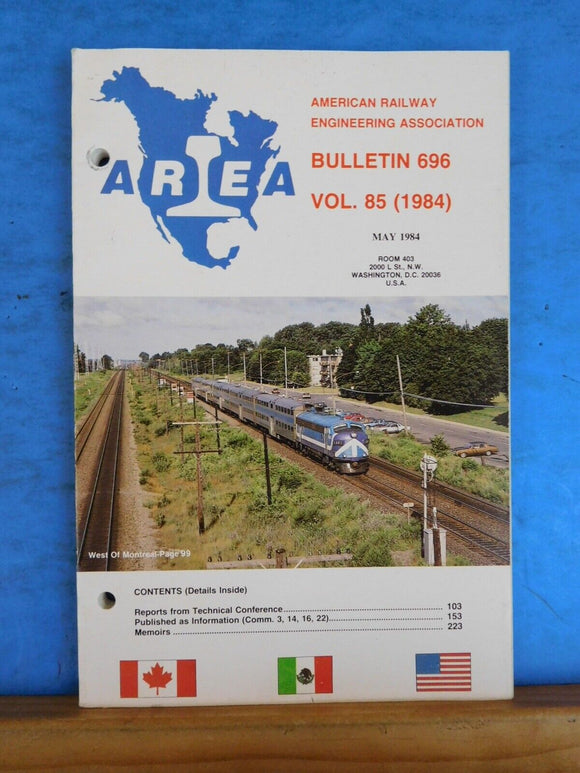 AREA
AMERICAN RAILWAY
ENGINEERING ASSOCIATION
BULLETIN 696
VOL. 85 (1984)
MAY 1984
ROOM 403
2000 L St., N.W.
WASHINGTON, D.C. 20036
U.S.A.
West Of Montreal-Page 99
CONTENTS (Details Inside)
Reports from Technical Conference 103
Published as Information (Comm. 3, 14, 16, 22) 153
Memoirs 223